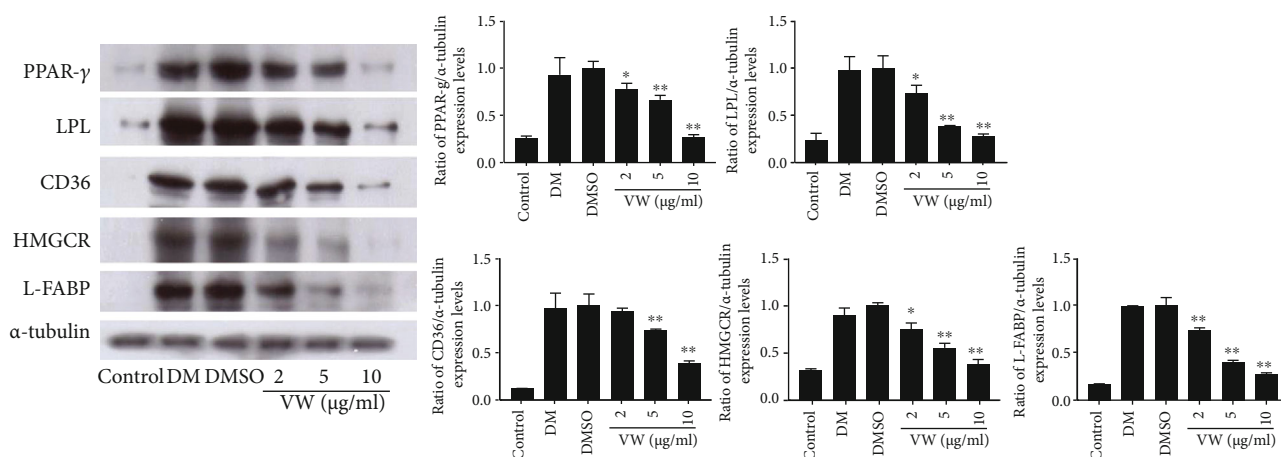 PPAR-γ
LPL
CD36
HMGCR
L-FABP
α-tubulin
Control DM DMSO 2 5 10
VW (μg/ml)
Ratio of PPAR-g/α-tubulin
expression levels
1.5
1.0
0.5
0.0
* ** **
Control DM DMSO 2 5 10
VW (μg/ml)
Ratio of LPL/α-tubulin
expression levels
1.5
1.0
0.5
0.0
* ** **
Control DM DMSO 2 5 10
VW (μg/ml)
Ratio of CD36/α-tubulin
expression levels
1.5
1.0
0.5
0.0
** **
Control DM DMSO 2 5 10
VW (μg/ml)
Ratio of HMGCR/α-tubulin
expression levels
1.5
1.0
0.5
0.0
* ** **
Control DM DMSO 2 5 10
VW (μg/ml)
Ratio of L-FABP/α-tubulin
expression levels
1.5
1.0
0.5
0.0
** ** **
Control DM DMSO 2 5 10
VW (μg/ml)